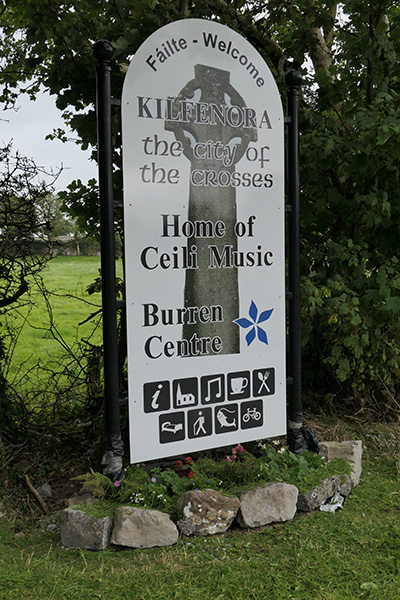 Fáilte - Welcome
KILFENORA
the city of
the crosses
Home of
Ceili Music
Burren
Centre
i